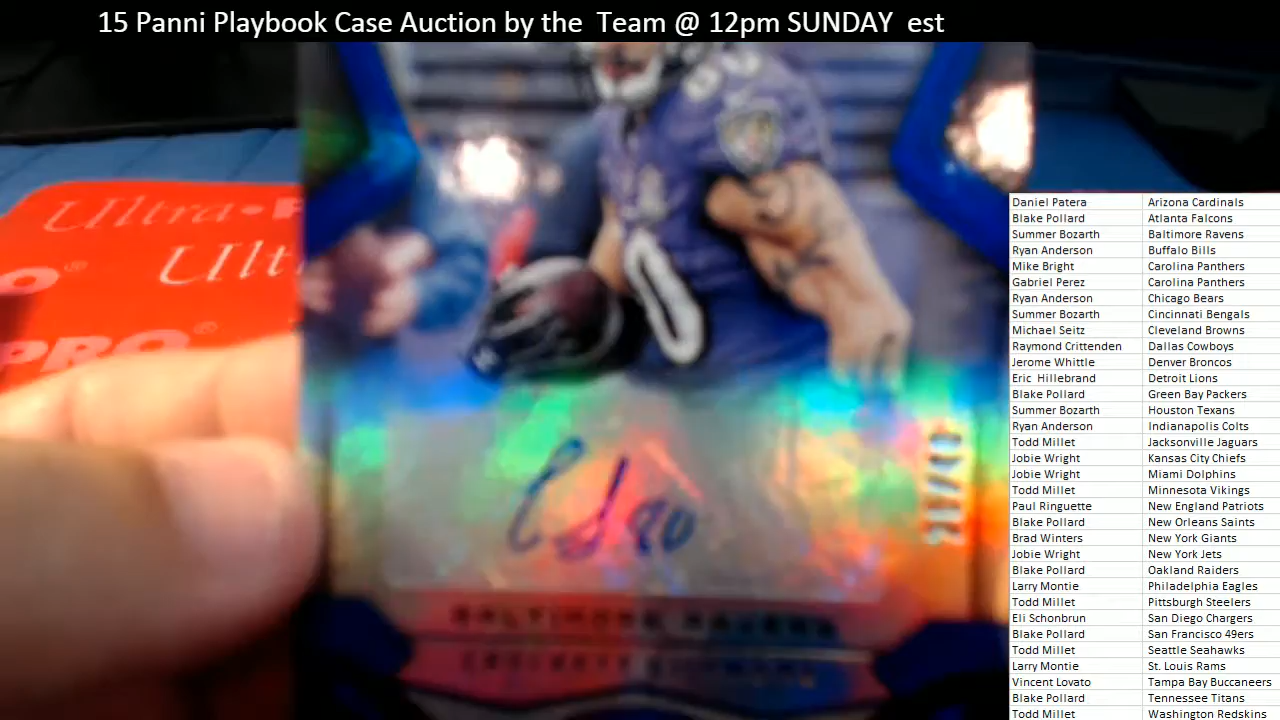 15 Panni Playbook Case Auction by the Team @ 12pm SUNDAY est
Ultra
Ult
PRO
Daniel Patera Arizona Cardinals
Blake Pollard Atlanta Falcons
Summer Bozarth Baltimore Ravens
Ryan Anderson Buffalo Bills
Mike Bright Carolina Panthers
Gabriel Perez Carolina Panthers
Ryan Anderson Chicago Bears
Summer Bozarth Cincinnati Bengals
Michael Seitz Cleveland Browns
Raymond Crittenden Dallas Cowboys
Jerome Whittle Denver Broncos
Eric Hillebrand Detroit Lions
Blake Pollard Green Bay Packers
Summer Bozarth Houston Texans
Ryan Anderson Indianapolis Colts
Todd Millet Jacksonville Jaguars
Jobie Wright Kansas City Chiefs
Jobie Wright Miami Dolphins
Todd Millet Minnesota Vikings
Paul Ringuette New England Patriots
Blake Pollard New Orleans Saints
Brad Winters New York Giants
Jobie Wright New York Jets
Blake Pollard Oakland Raiders
Larry Montie Philadelphia Eagles
Todd Millet Pittsburgh Steelers
Eli Schonbrun San Diego Chargers
Blake Pollard San Francisco 49ers
Todd Millet Seattle Seahawks
Larry Montie St. Louis Rams
Vincent Lovato Tampa Bay Buccaneers
Blake Pollard Tennessee Titans
Todd Millet Washington Redskins
80
BALTIMORE RAVENS